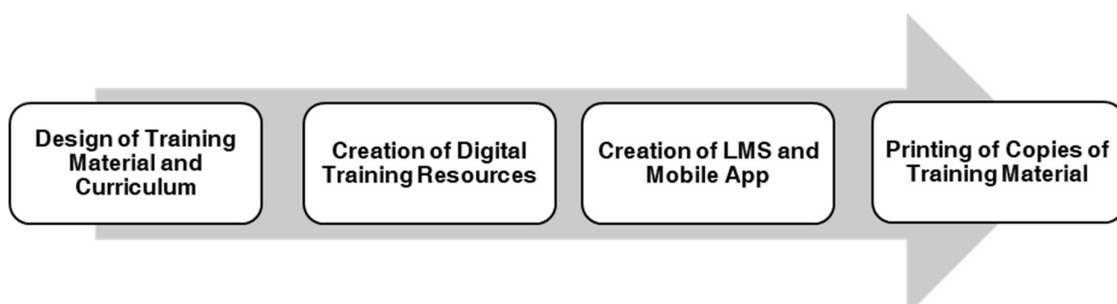 Design of Training
Material and
Curriculum
Creation of Digital
Training Resources
Creation of LMS and
Mobile App
Printing of Copies of
Training Material